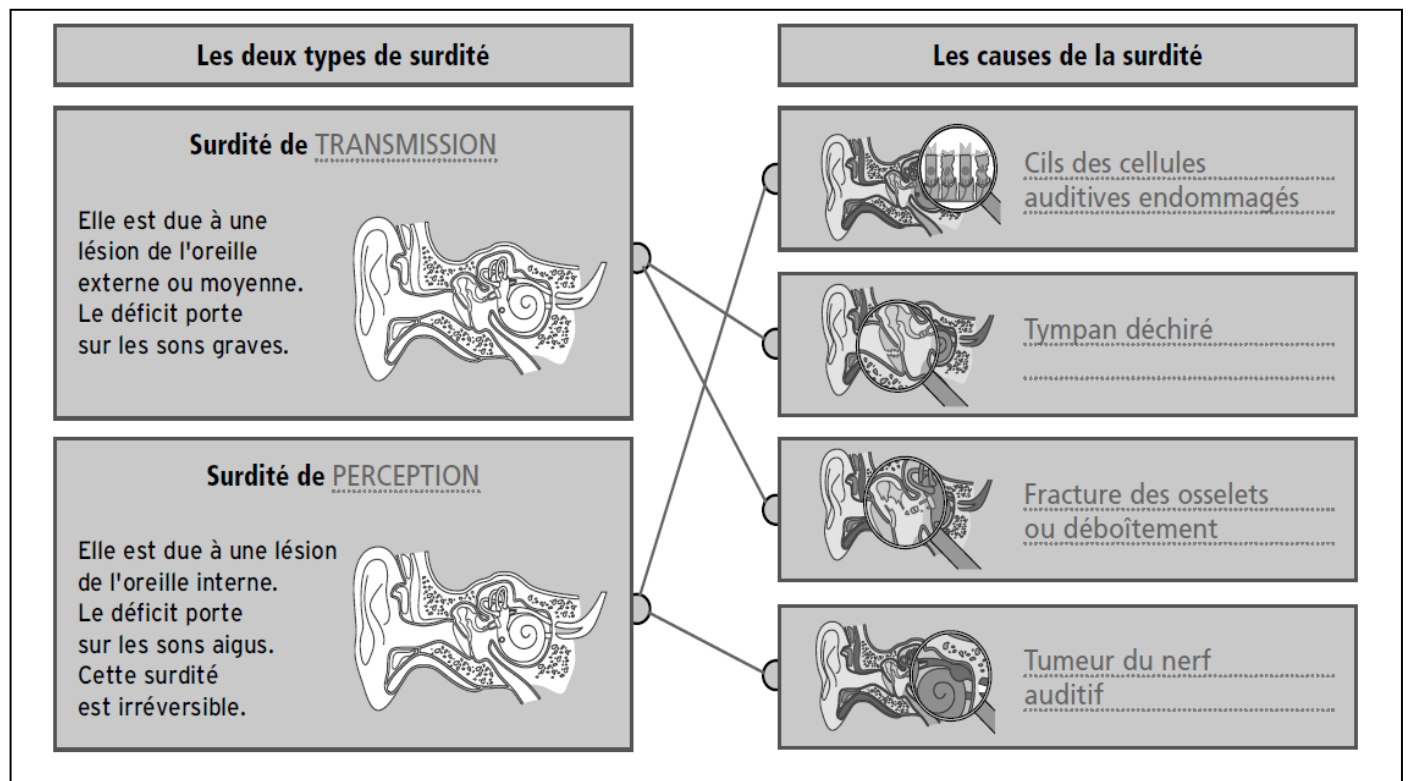 Les deux types de surdité
Surdité de TRANSMISSION
Elle est due à une
lésion de l'oreille
externe ou moyenne.
Le déficit porte
sur les sons graves.
Surdité de PERCEPTION
Elle est due à une lésion
de l'oreille interne.
Le déficit porte
sur les sons aigus.
Cette surdité
est irréversible.
Les causes de la surdité
Cils des cellules
auditives endommagés
Tympan déchiré
Fracture des osselets
ou déboîtement
Tumeur du nerf
auditif